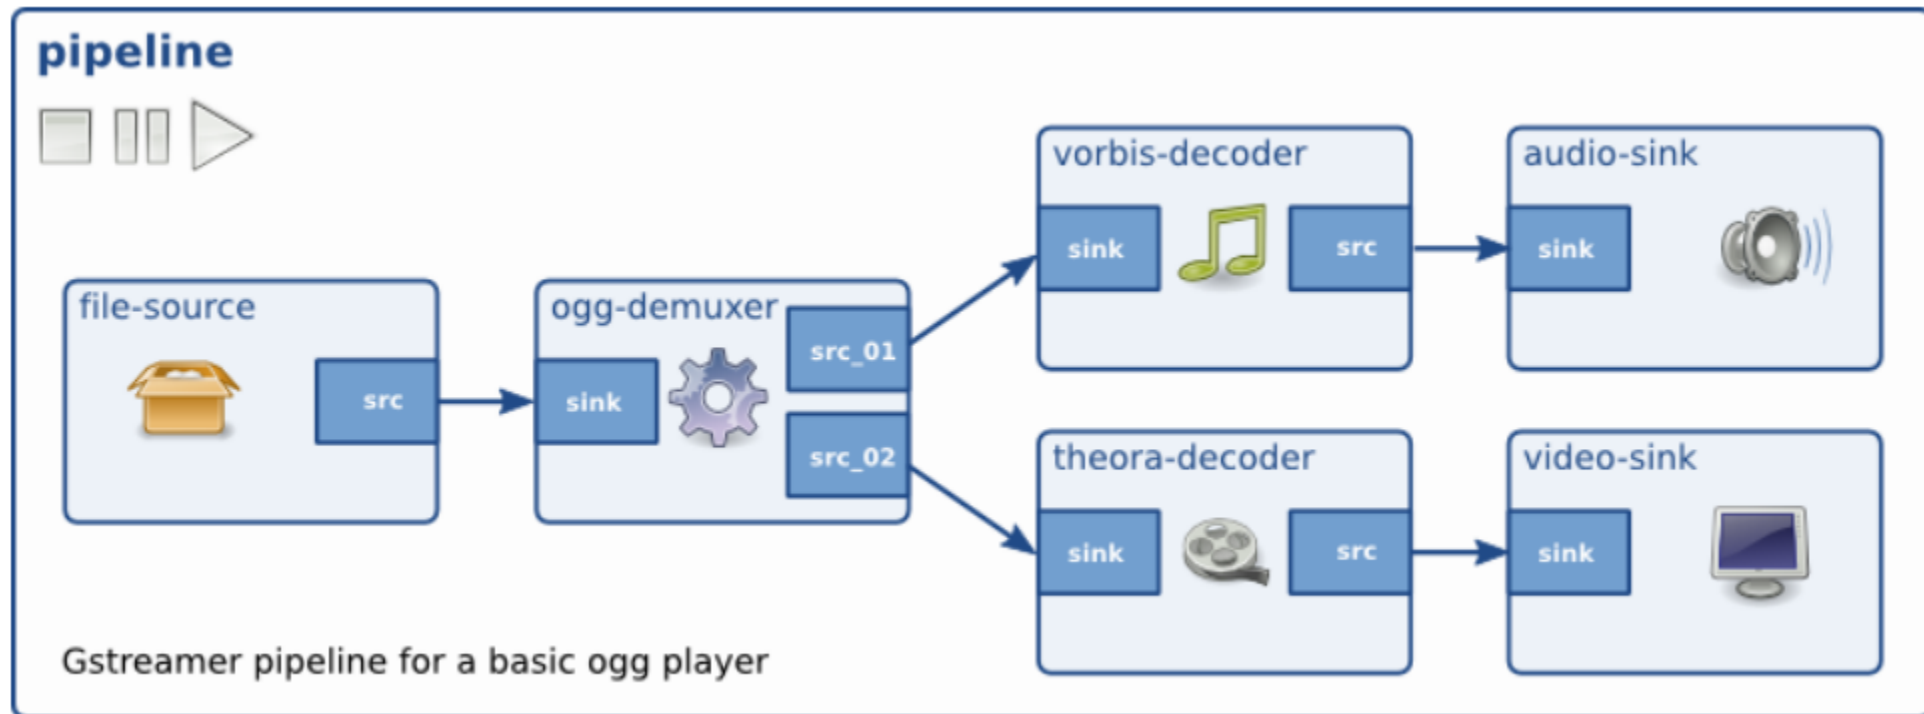 pipeline
file-source
src
ogg-demuxer
sink
src_01
src_02
vorbis-decoder
sink
src
audio-sink
sink
theora-decoder
sink
src
video-sink
sink
Gstreamer pipeline for a basic ogg player